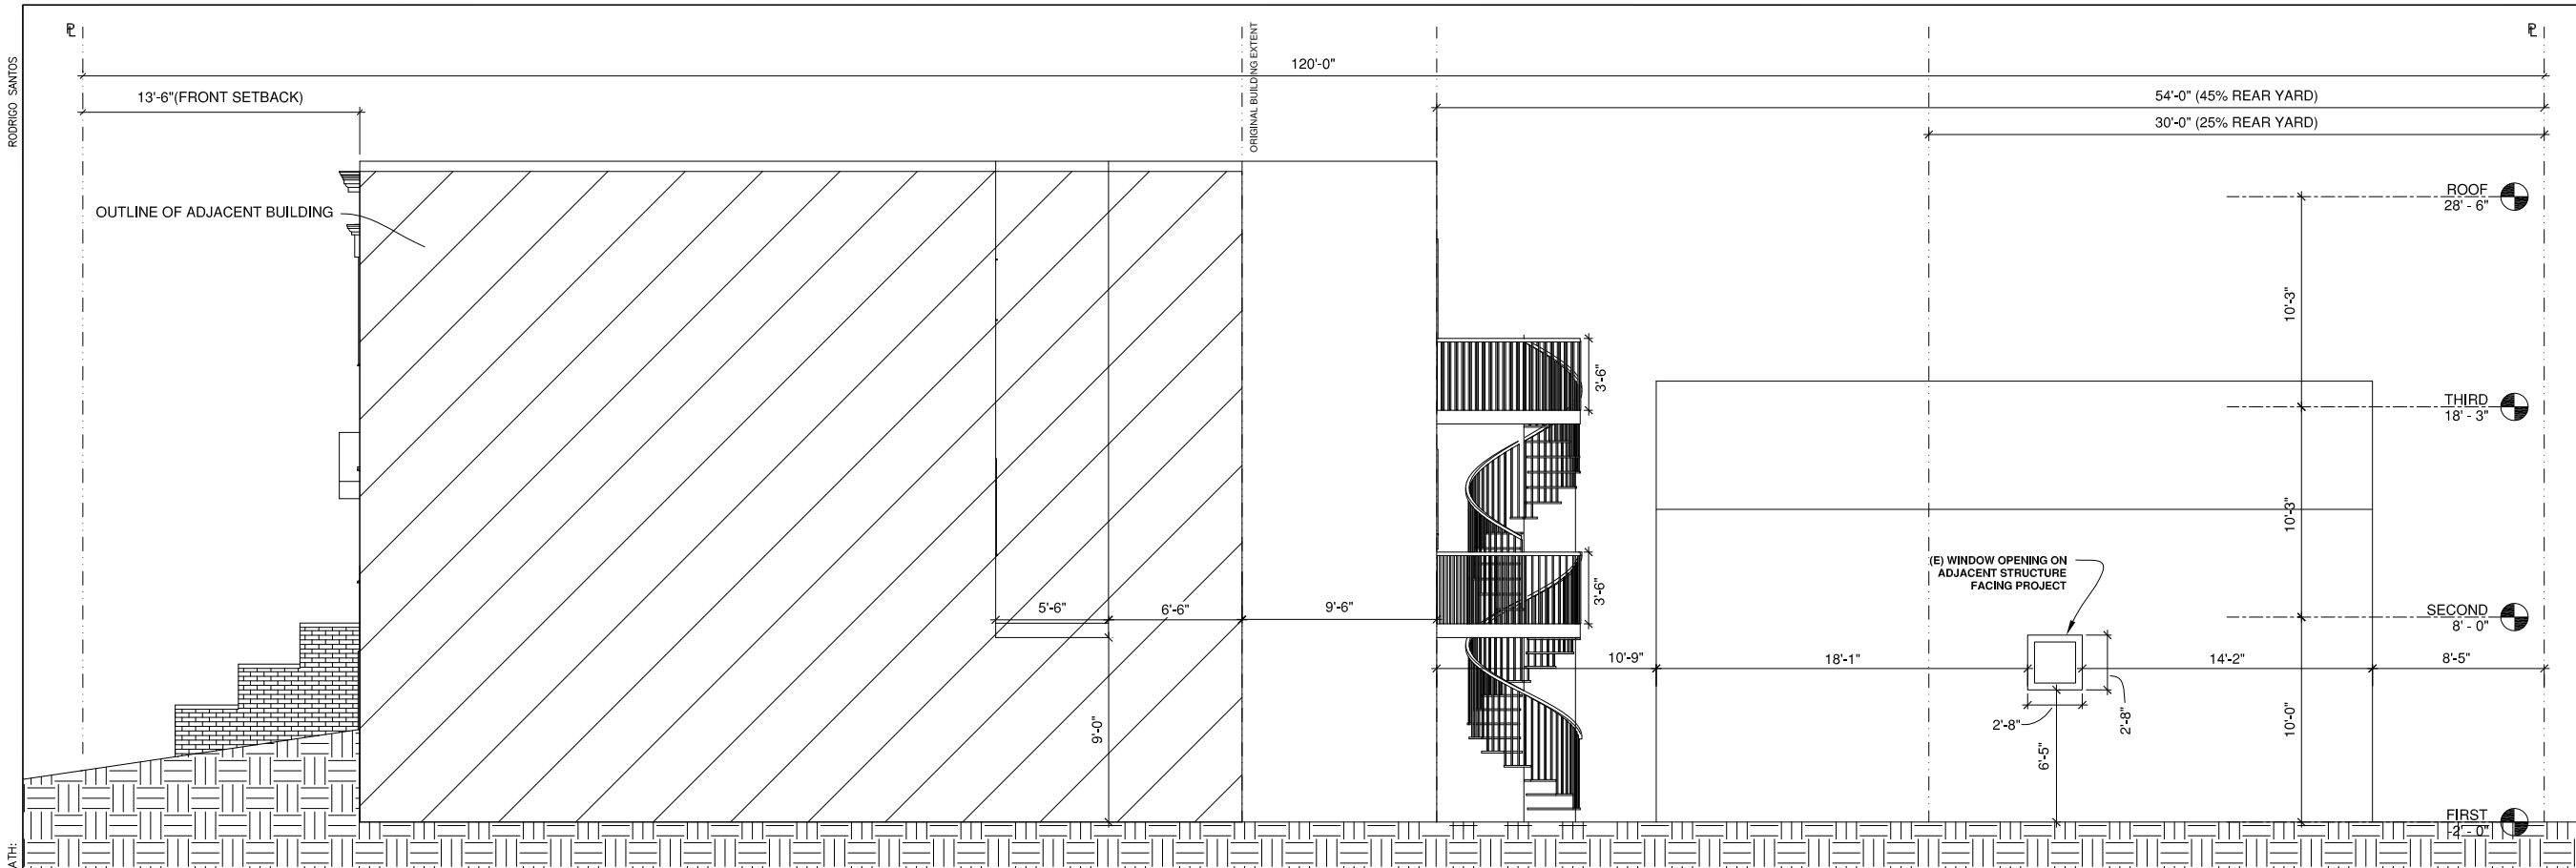 RODRIGO SANTOS
ATH:
PL
PL
120'-0"
13'-6"(FRONT SETBACK)
ORIGINAL BUILDING EXTENT
54'-0" (45% REAR YARD)
30'-0" (25% REAR YARD)
OUTLINE OF ADJACENT BUILDING
ROOF
28' - 6"
10'-3"
3'-6"
THIRD
18' - 3"
10'-3"
(E) WINDOW OPENING ON
ADJACENT STRUCTURE
FACING PROJECT
3'-6"
5'-6"
6'-6"
9'-6"
SECOND
8' - 0"
10'-9"
18'-1"
14'-2"
8'-5"
2'-8"
2'-8"
9'-0"
6'-5"
10'-0"
FIRST
-2' - 0"